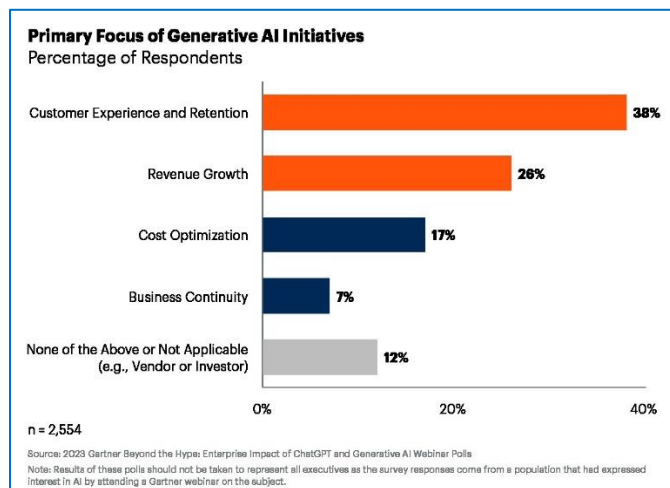 Primary Focus of Generative AI Initiatives
Percentage of Respondents
Customer Experience and Retention
38%
Revenue Growth
26%
Cost Optimization
17%
Business Continuity
7%
None of the Above or Not Applicable
(e.g., Vendor or Investor)
12%
0%
20%
40%
n = 2,554
Source: 2023 Gartner Beyond the Hype: Enterprise Impact of ChatGPT and Generative AI Webinar Polls
Note: Results of these polls should not be taken to represent all executives as the survey responses come from a population that had expressed
interest in AI by attending a Gartner webinar on the subject.